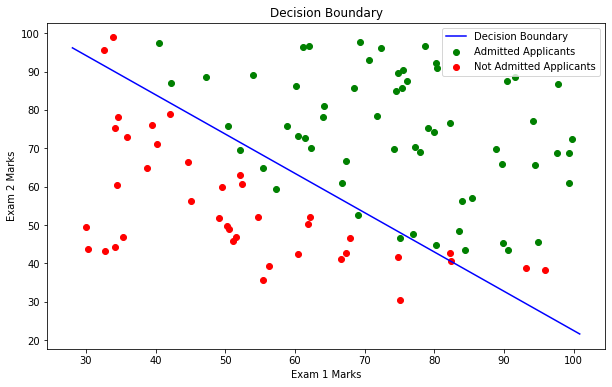 Decision Boundary
Decision Boundary
Admitted Applicants
Not Admitted Applicants
Exam 2 Marks
100
90
80
70
60
50
40
30
20
30 40 50 60 70 80 90 100
Exam 1 Marks